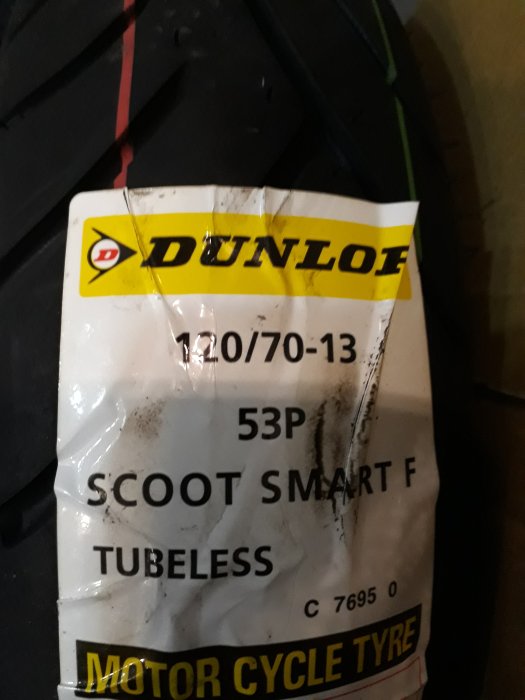 D DUNLOP
120/70-13
53P
SCOOT SMART F
TUBELESS
C 7695 0
MOTOR CYCLE TYRE